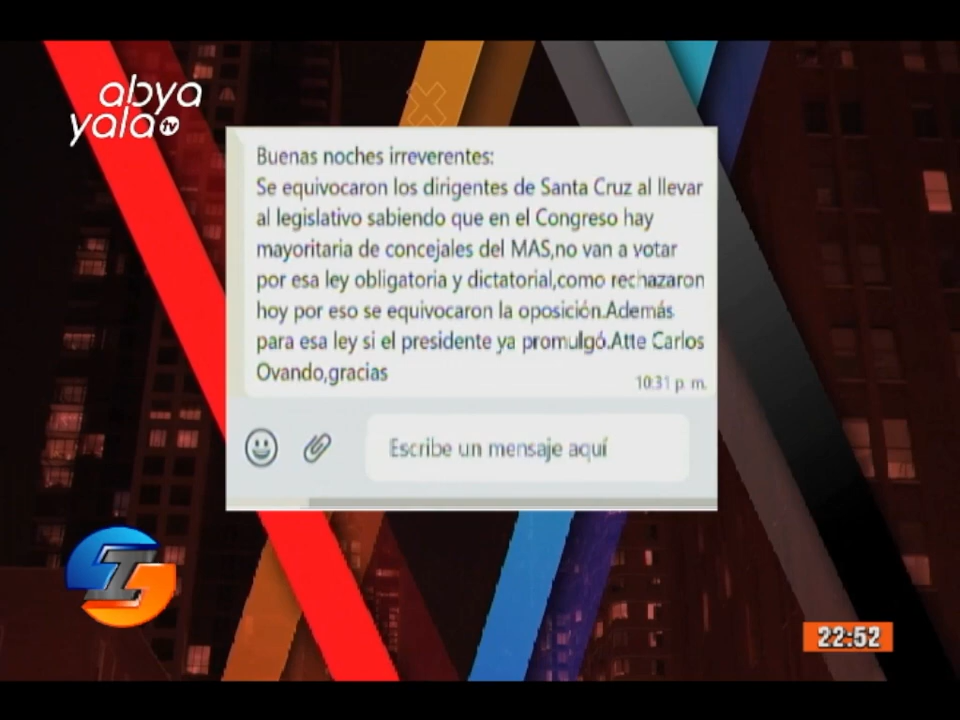 abya
yala tv
Buenas noches irreverentes:
Se equivocaron los dirigentes de Santa Cruz al llevar
al legislativo sabiendo que en el Congreso hay
mayoritaria de concejales del MAS,no van a votar
por esa ley obligatoria y dictatorial,como rechazaron
hoy por eso se equivocaron la oposición.Además
para esa ley si el presidente ya promulgó.Atte Carlos
Ovando,gracias
10:31 p. m.
Escribe un mensaje aquí
22:52